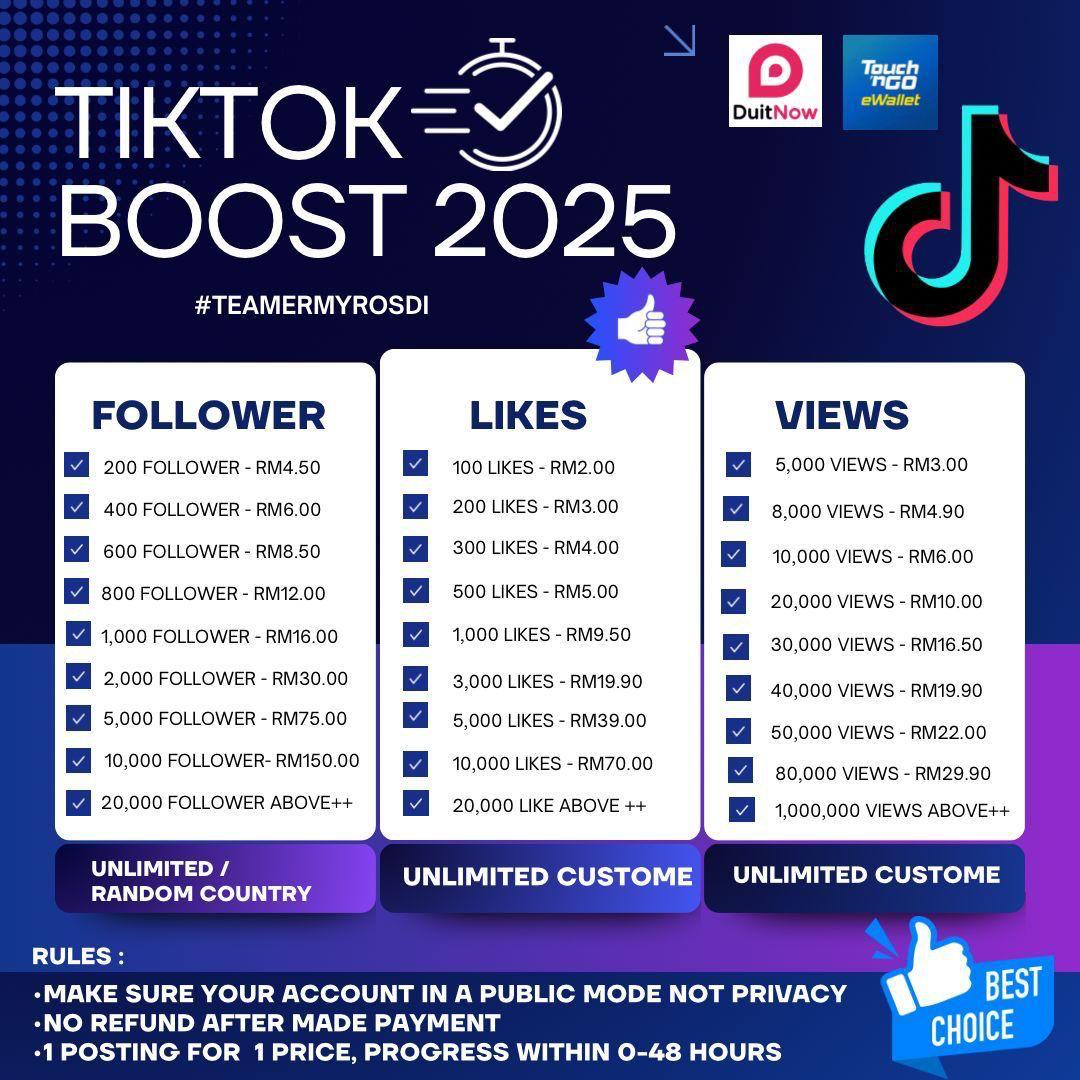 TIKTOK
BOOST 2025
#TEAMERMYROSDI
DuitNow
Touch
'nGO
eWallet
FOLLOWER
200 FOLLOWER - RM4.50
400 FOLLOWER - RM6.00
600 FOLLOWER - RM8.50
800 FOLLOWER - RM12.00
1,000 FOLLOWER - RM16.00
2,000 FOLLOWER - RM30.00
5,000 FOLLOWER - RM75.00
10,000 FOLLOWER- RM150.00
20,000 FOLLOWER ABOVE++
UNLIMITED /
RANDOM COUNTRY
LIKES
100 LIKES - RM2.00
200 LIKES - RM3.00
300 LIKES - RM4.00
500 LIKES - RM5.00
1,000 LIKES - RM9.50
3,000 LIKES - RM19.90
5,000 LIKES - RM39.00
10,000 LIKES - RM70.00
20,000 LIKE ABOVE ++
UNLIMITED CUSTOME
VIEWS
5,000 VIEWS - RM3.00
8,000 VIEWS - RM4.90
10,000 VIEWS - RM6.00
20,000 VIEWS - RM10.00
30,000 VIEWS - RM16.50
40,000 VIEWS - RM19.90
50,000 VIEWS - RM22.00
80,000 VIEWS - RM29.90
1,000,000 VIEWS ABOVE++
UNLIMITED CUSTOME
RULES :
•MAKE SURE YOUR ACCOUNT IN A PUBLIC MODE NOT PRIVACY
•NO REFUND AFTER MADE PAYMENT
•1 POSTING FOR 1 PRICE, PROGRESS WITHIN 0-48 HOURS
BEST
CHOICE